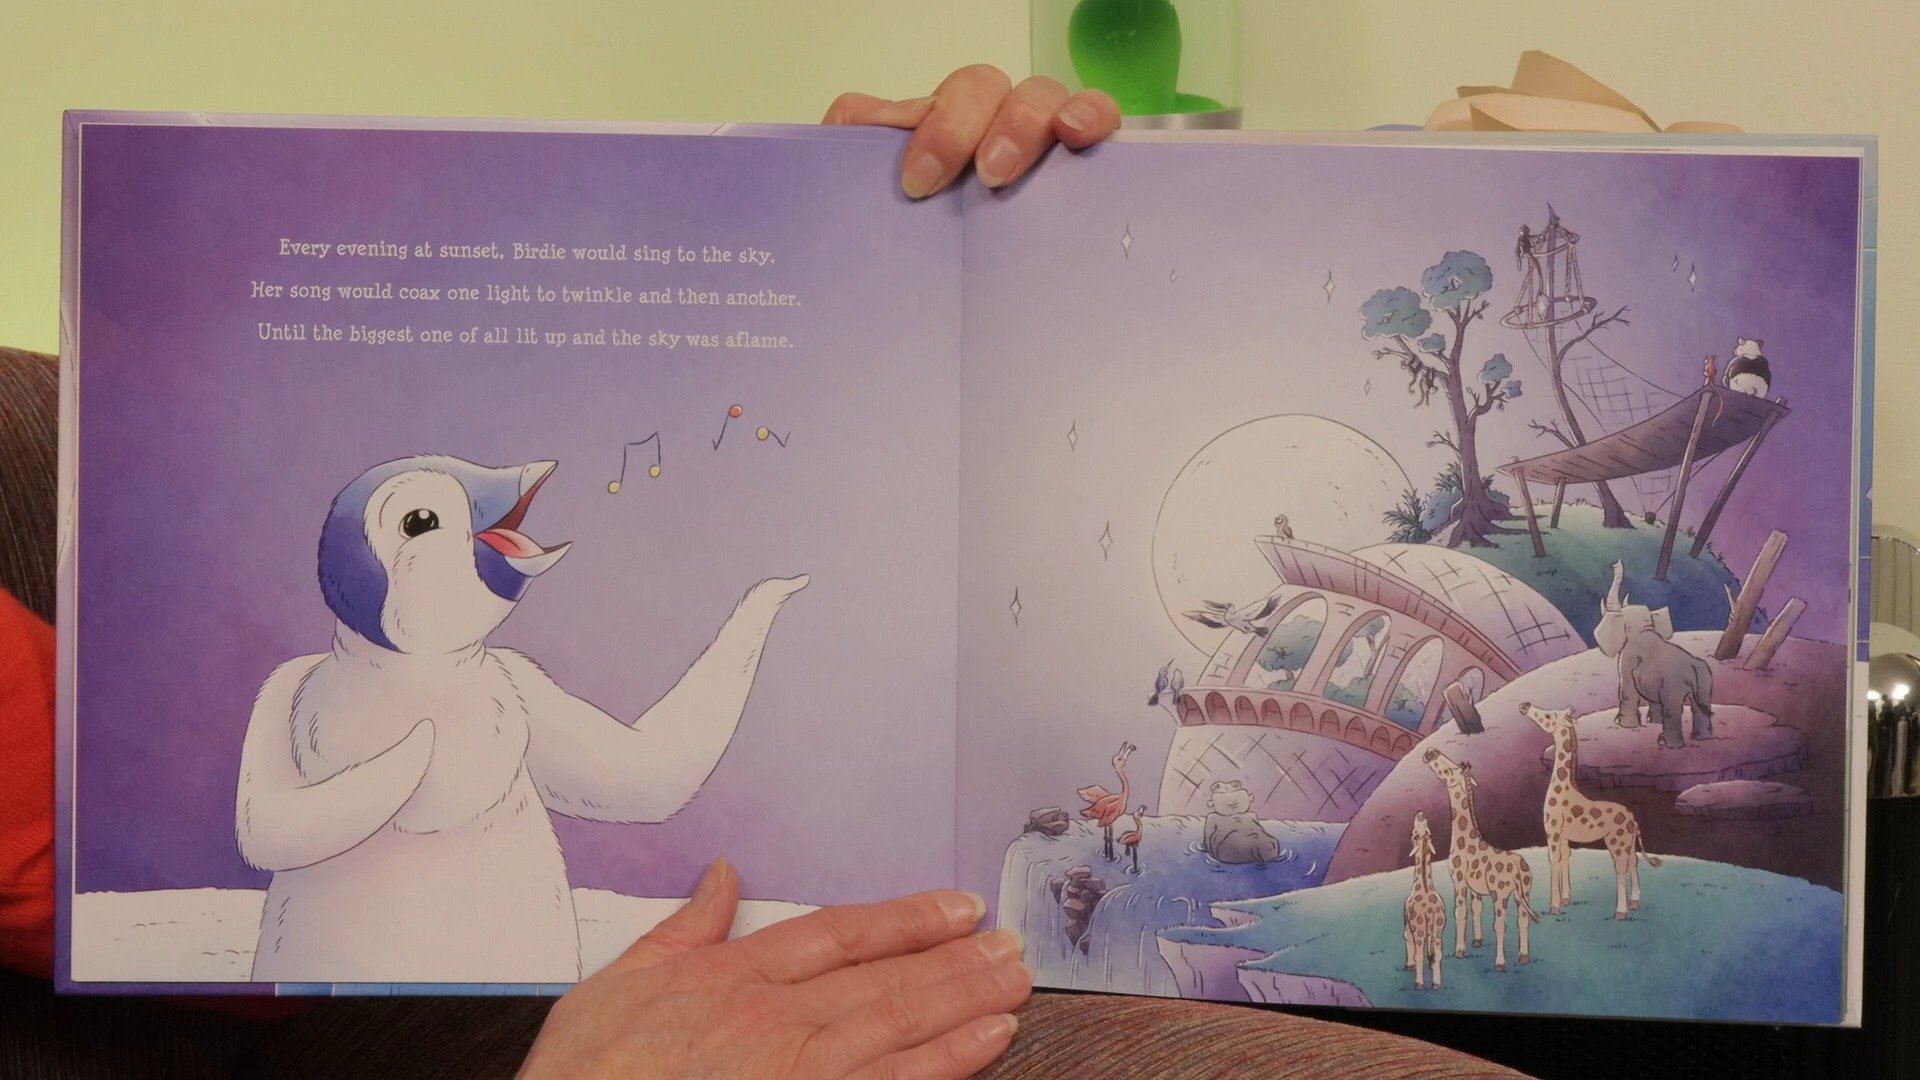 Every evening at sunset, Birdie would sing to the sky.
Her song would coax one light to twinkle and then another.
Until the biggest one of all lit up and the sky was aflame.